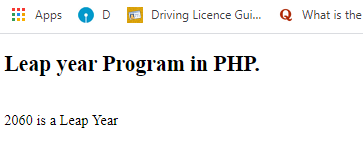 Apps D Driving Licence Gui... Q What is the
Leap year Program in PHP.
2060 is a Leap Year